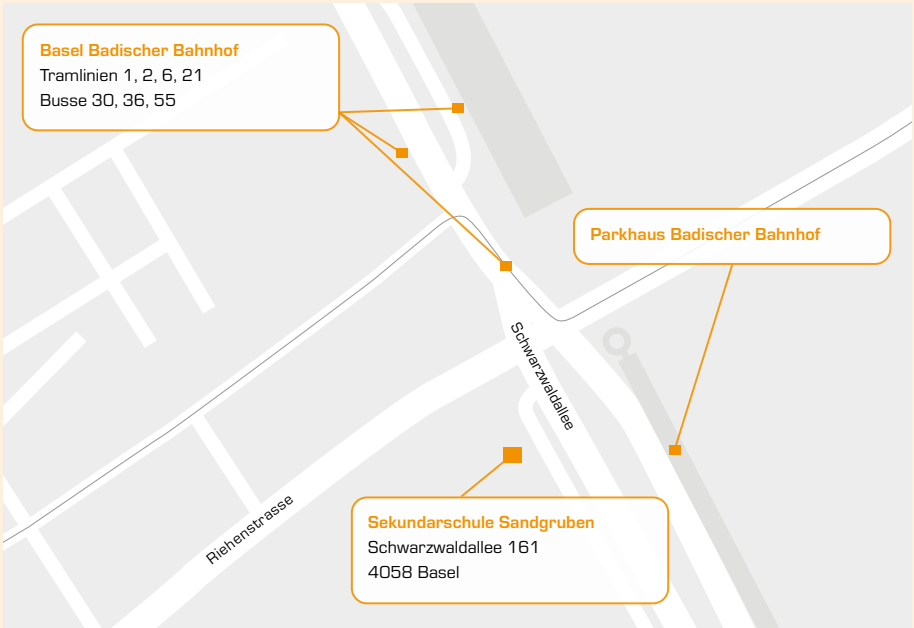 Basel Badischer Bahnhof
Tramlinien 1, 2, 6, 21
Busse 30, 36, 55
Parkhaus Badischer Bahnhof
Schwarzwaldallee
Riehenstrasse
Sekundarschule Sandgruben
Schwarzwaldallee 161
4058 Basel